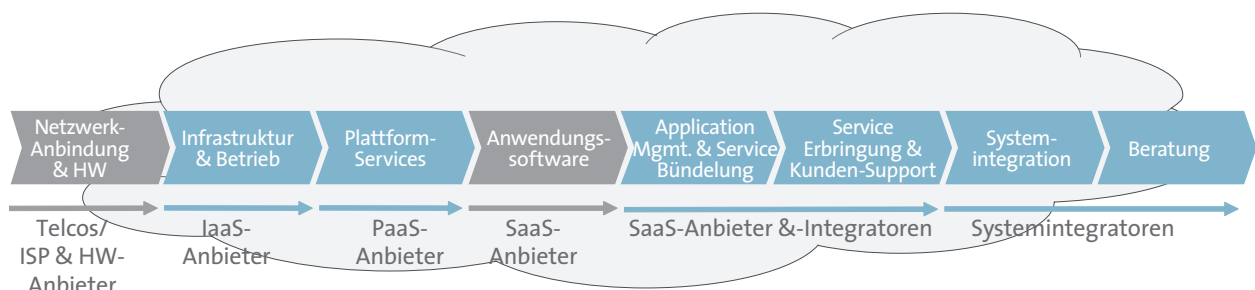 Netzwerk-
Anbindung
& HW
Infrastruktur
& Betrieb
Plattform-
Services
Anwendungs-
software
Application
Mgmt. & Service
Bündelung
Service
Erbringung &
Kunden-Support
System-
integration
Beratung
Telcos/
ISP & HW-
Anbieter
IaaS-
Anbieter
PaaS-
Anbieter
SaaS-
Anbieter
SaaS-Anbieter &-Integratoren
Systemintegratoren